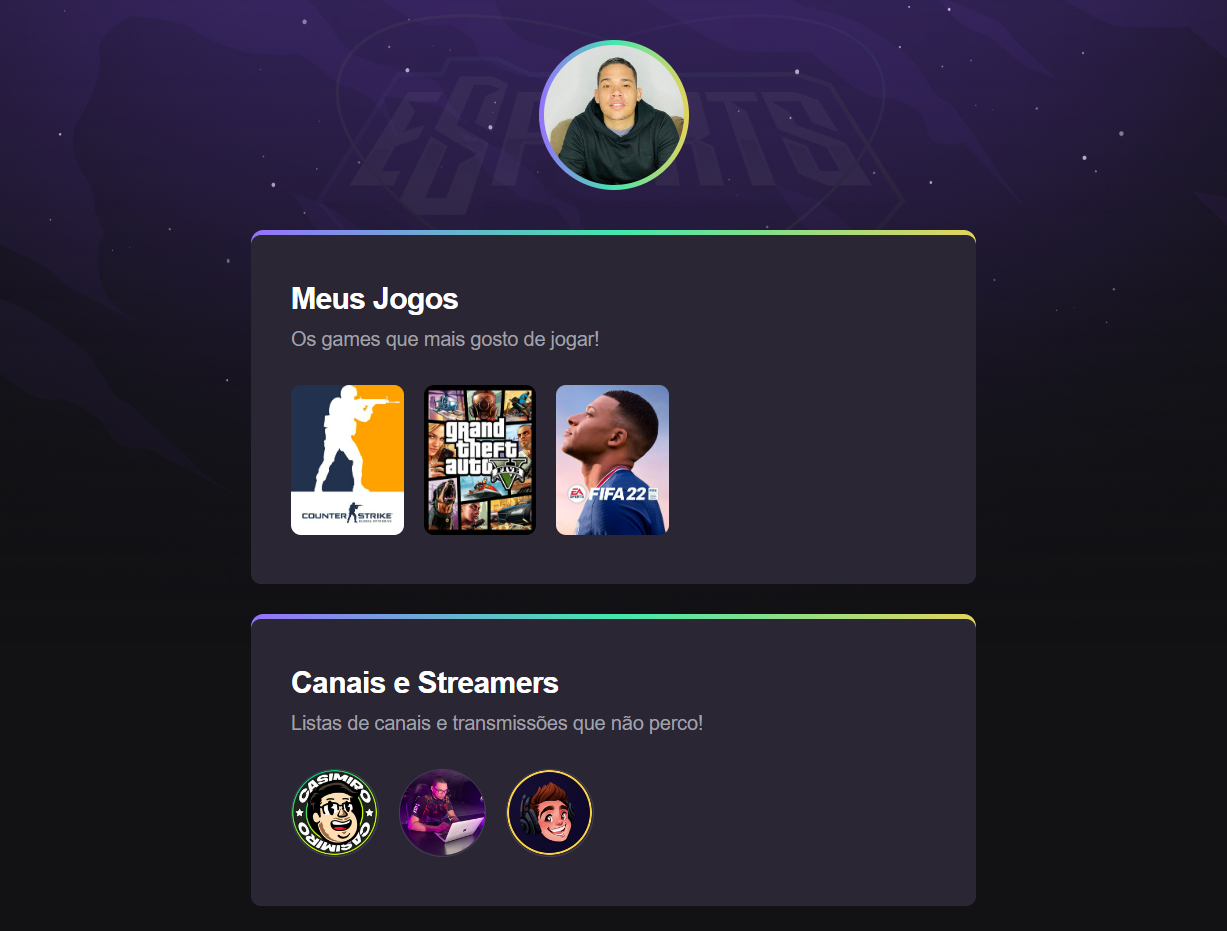 ESPORTS
Meus Jogos
Os games que mais gosto de jogar!
COUNTER STRIKE
grand
theft
auto
FIVE
EA
SPORTS
FIFA 22
Canais e Streamers
Listas de canais e transmissões que não perco!
CASIMIRO
CASIMIRO